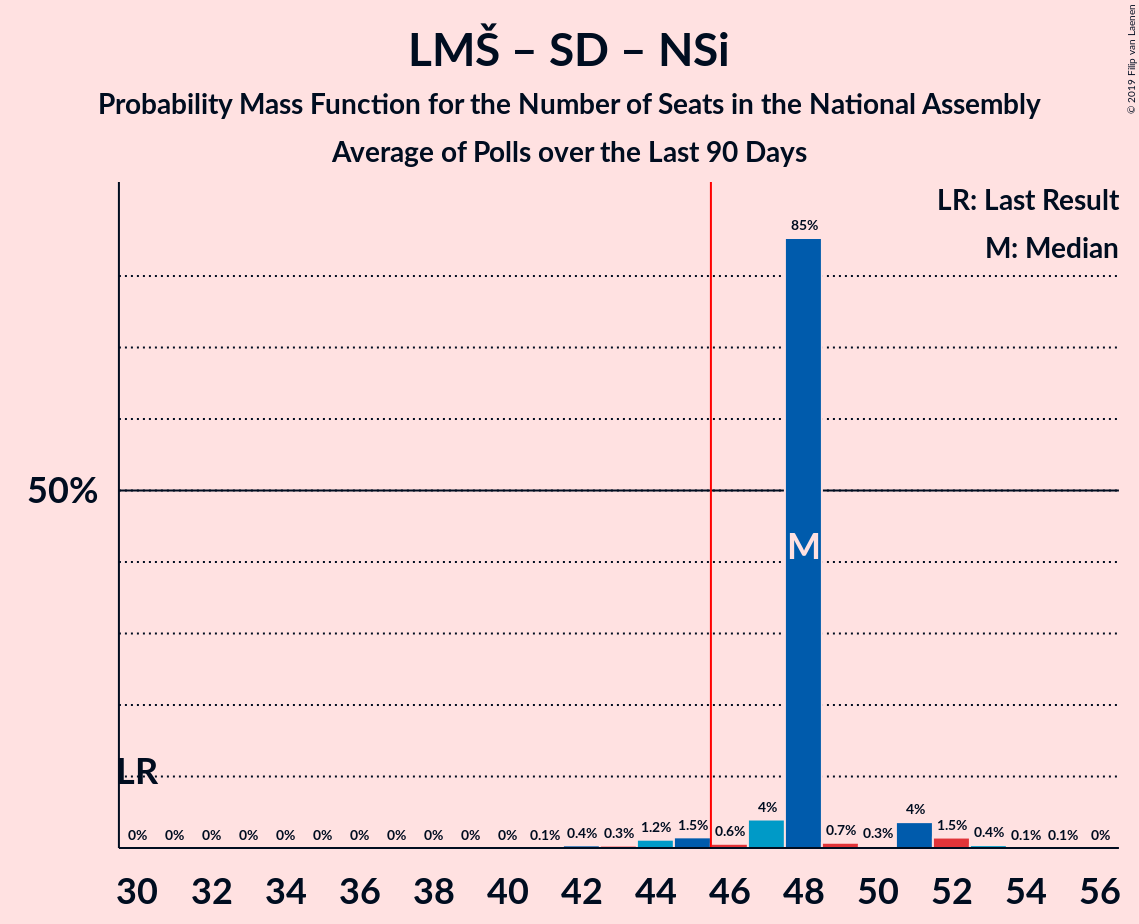 LMŠ – SD – NSi
Probability Mass Function for the Number of Seats in the National Assembly
Average of Polls over the Last 90 Days
© 2019 Filip van Laenen
LR: Last Result
M: Median
50%
LR
M
0% 0% 0% 0% 0% 0% 0% 0% 0% 0% 0% 0.1% 0.4% 0.3% 1.2% 1.5% 0.6% 4% 85% 0.7% 0.3% 4% 1.5% 0.4% 0.1% 0.1% 0%
30 32 34 36 38 40 42 44 46 48 50 52 54 56